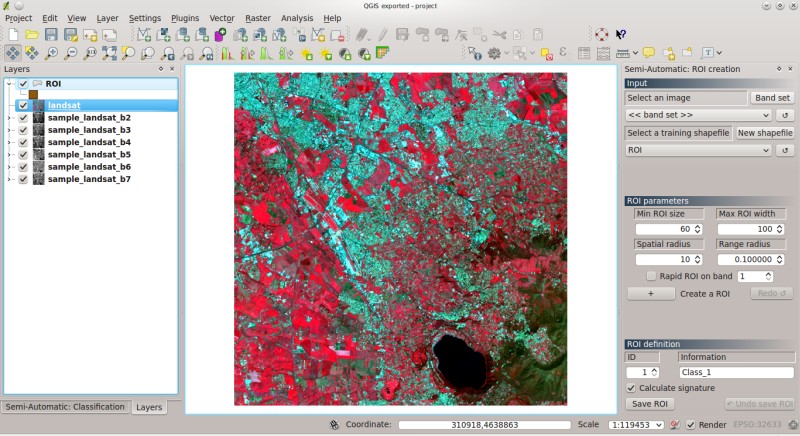 QGIS exported - project
Project Edit View Layer Settings Plugins Vector Raster Analysis Help
Layers
ROI
landsat
sample_landsat_b2
sample_landsat_b3
sample_landsat_b4
sample_landsat_b5
sample_landsat_b6
sample_landsat_b7
Semi-Automatic: Classification Layers
Semi-Automatic: ROI creation
Input
Select an image Band set
<< band set >>
Select a training shapefile New shapefile
ROI
ROI parameters
Min ROI size Max ROI width
60 100
Spatial radius Range radius
10 0.100000
Rapid ROI on band 1
+ Create a ROI Redo ↺
ROI definition
ID Information
1 Class_1
Calculate signature
Save ROI ↶ Undo save ROI
Coordinate: 310918,4638863 Scale 1:119453 Render EPSG:32633